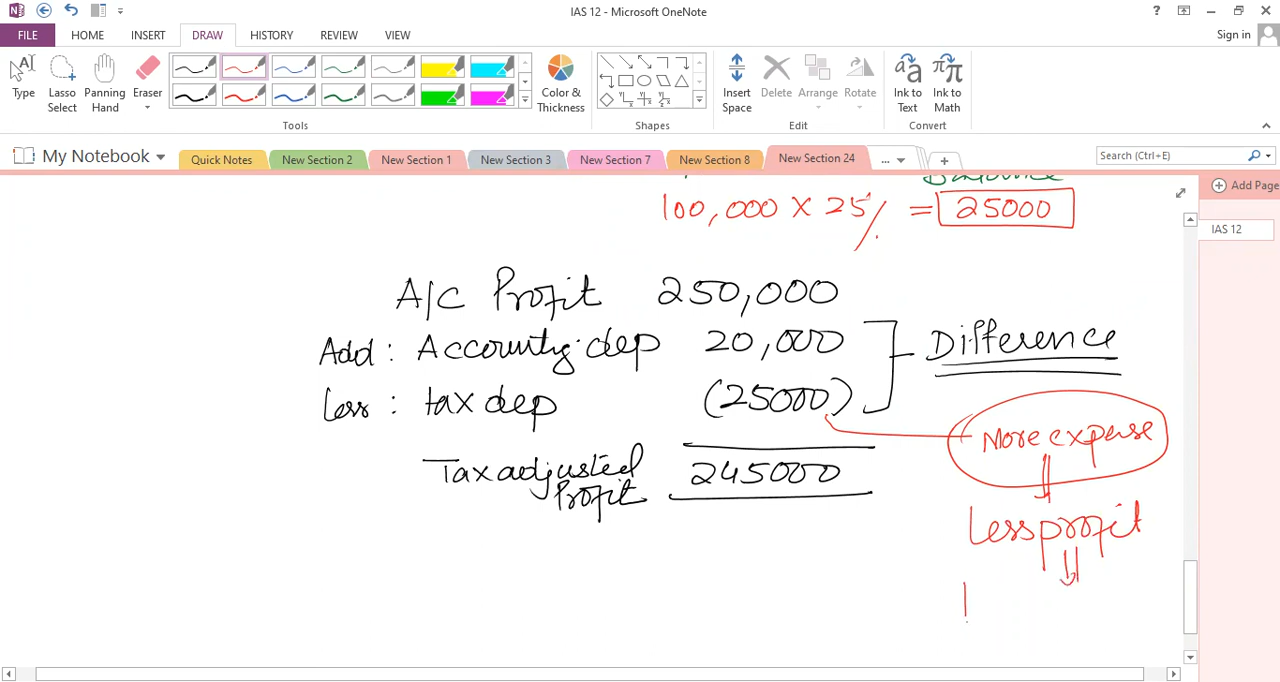 IAS 12 - Microsoft OneNote
?
FILE HOME INSERT DRAW HISTORY REVIEW VIEW
Sign in
Type
Lasso Select
Panning Hand
Eraser
Color & Thickness
Insert Space
Delete
Arrange
Rotate
Ink to Text
Ink to Math
Tools
Shapes
Edit
Convert
My Notebook
Quick Notes
New Section 2
New Section 1
New Section 3
New Section 7
New Section 8
New Section 24
...
Search (Ctrl+E)
Add Page
IAS 12
100,000 X 25% = 25000
A/C Profit 250,000
Add : Accounting dep 20,000
Difference
Less : tax dep (25000)
More expense
Tax adjusted Profit 245000
Less profit